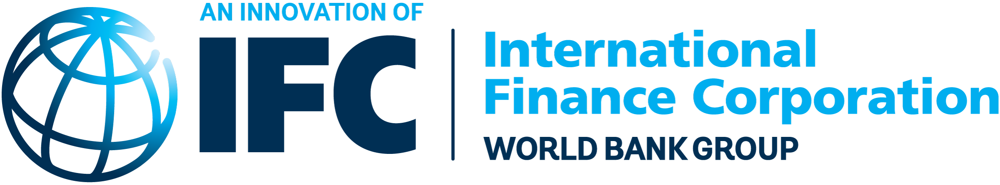 AN INNOVATION OF
IFC
International
Finance Corporation
WORLD BANK GROUP